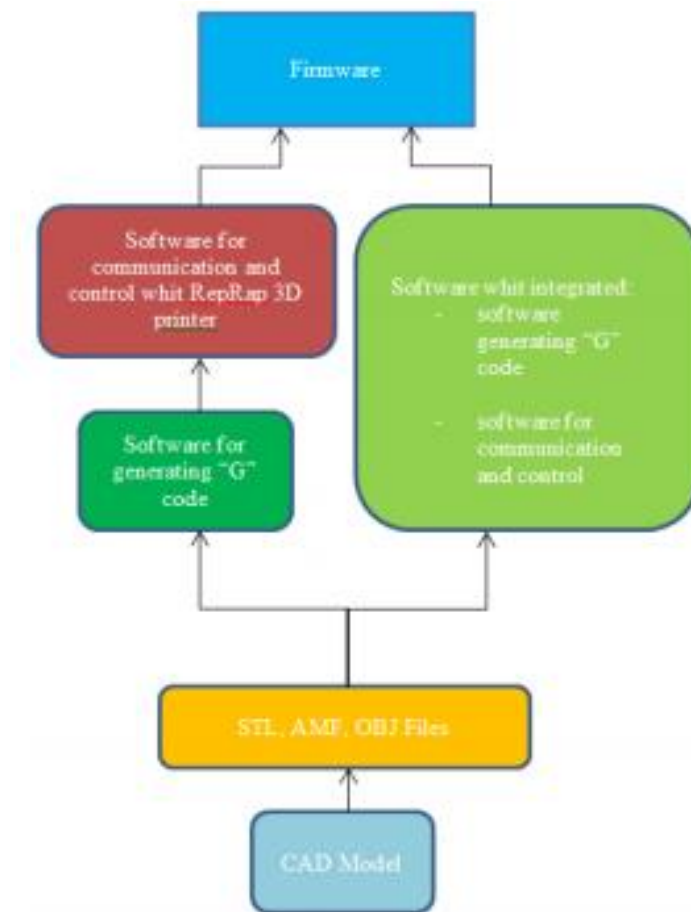 Firmware
Software for
communication and
control whit RepRap 3D
printer
Software whit integrated:
- software
generating "G"
code
- software for
communication
and control
Software for
generating "G"
code
STL, AMF, OBJ Files
CAD Model